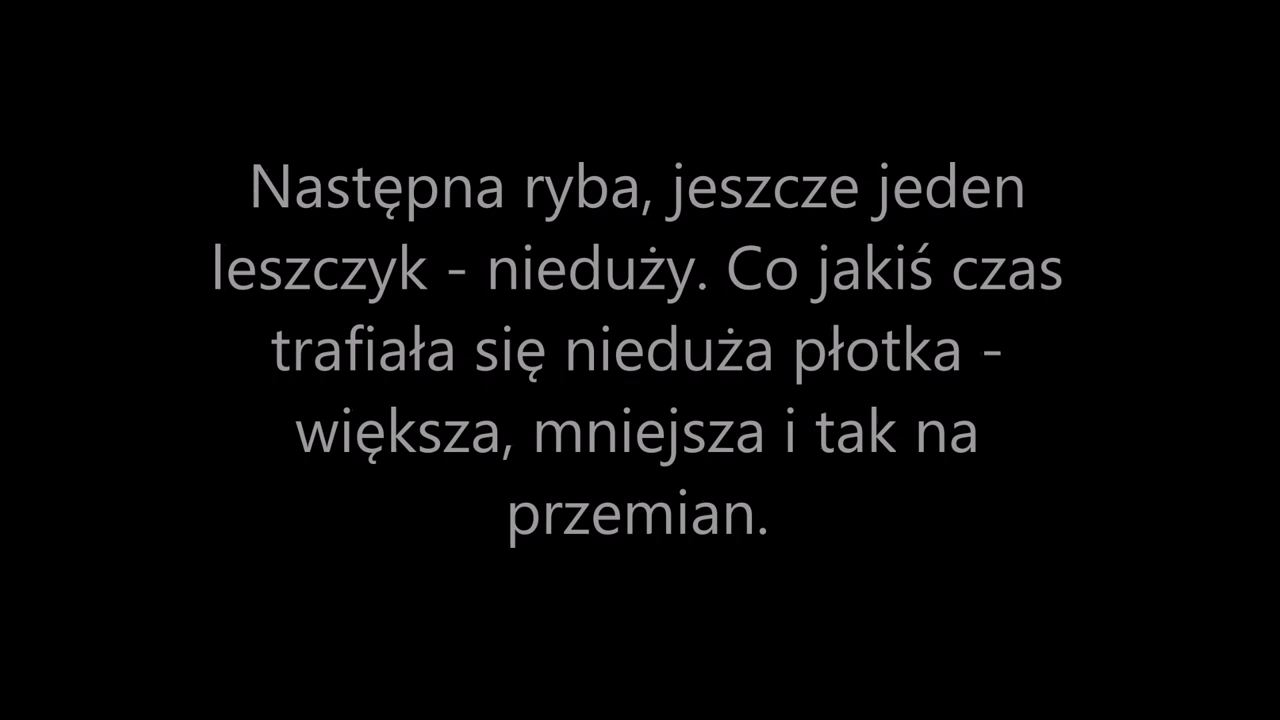 Następna ryba, jeszcze jeden
leszczyk - nieduży. Co jakiś czas
trafiała się nieduża płotka -
większa, mniejsza i tak na
przemian.